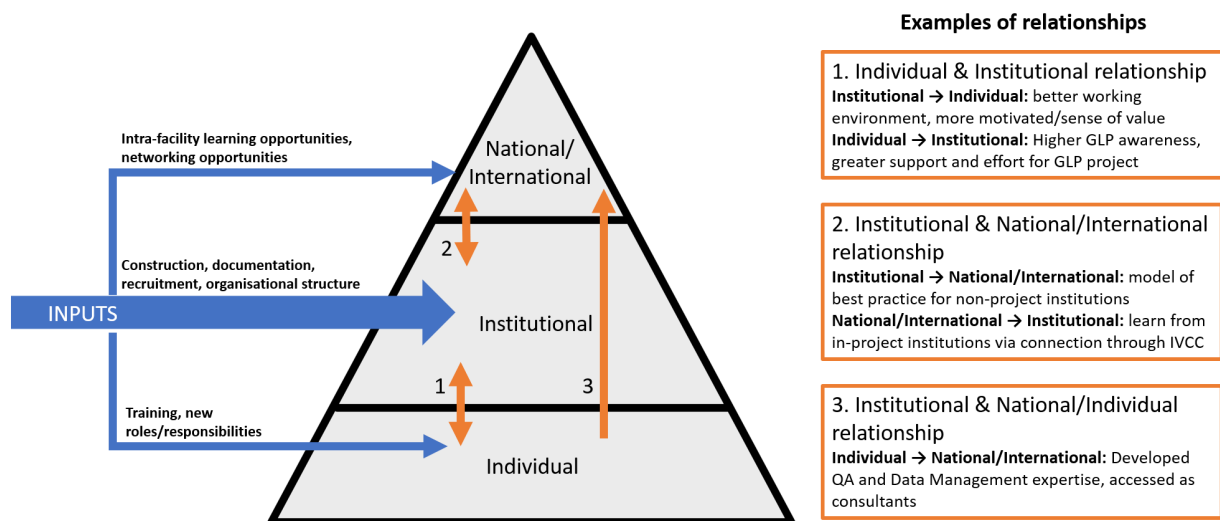 Examples of relationships
Intra-facility learning opportunities,
networking opportunities
Construction, documentation,
recruitment, organisational structure
INPUTS
Training, new
roles/responsibilities
National/
International
2
Institutional
1
3
Individual
1. Individual & Institutional relationship
Institutional → Individual: better working
environment, more motivated/sense of value
Individual → Institutional: Higher GLP awareness,
greater support and effort for GLP project
2. Institutional & National/International
relationship
Institutional → National/International: model of
best practice for non-project institutions
National/International → Institutional: learn from
in-project institutions via connection through IVCC
3. Institutional & National/Individual
relationship
Individual → National/International: Developed
QA and Data Management expertise, accessed as
consultants